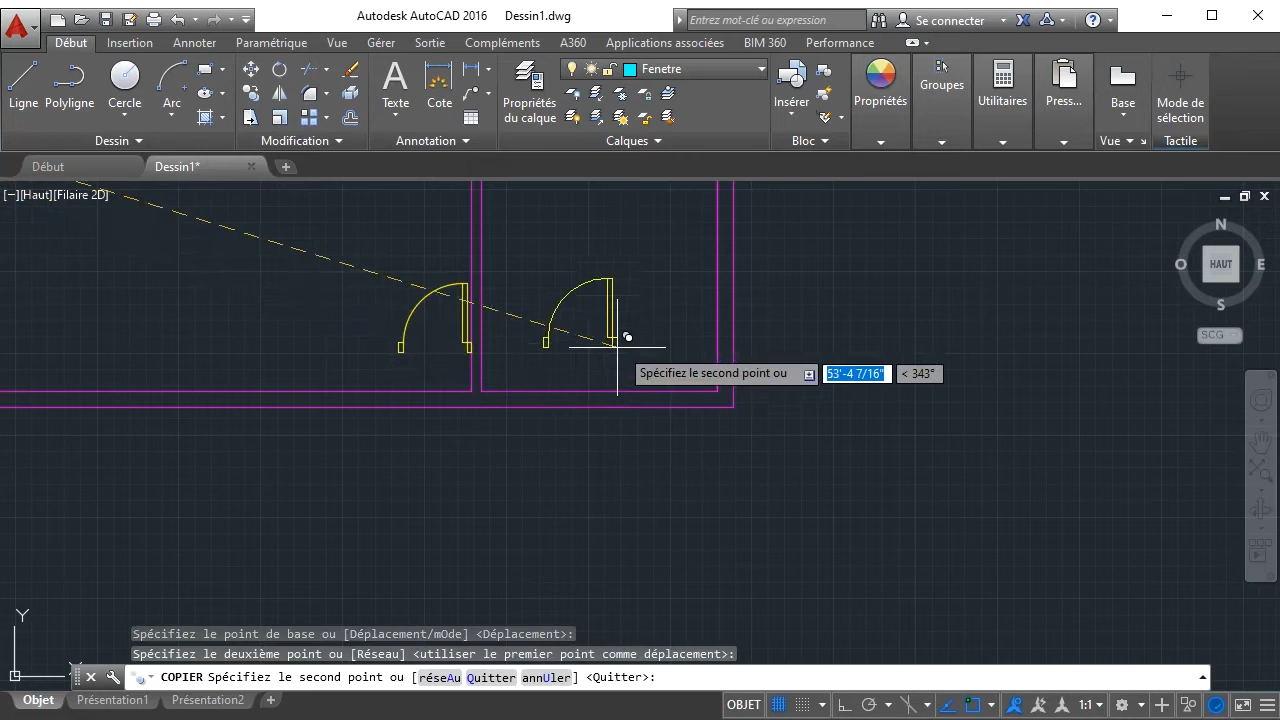 Autodesk AutoCAD 2016 Dessin1.dwg
Entrez mot-clé ou expression
Se connecter
Début Insertion Annoter Paramétrique Vue Gérer Sortie Compléments A360 Applications associées BIM 360 Performance
Fenetre
Ligne Polyligne Cercle Arc
Texte Cote
Propriétés du calque
Insérer
Propriétés
Groupes
Utilitaires
Press...
Base
Mode de sélection
Dessin Modification Annotation Calques Bloc Vue Tactile
Début Dessin1*
[−][Haut][Filaire 2D]
N
O HAUT E
S
SCG
Spécifiez le second point ou 53'-4 7/16" < 343°
Y
X
Spécifiez le point de base ou [Déplacement/mOde] <Déplacement>:
Spécifiez le deuxième point ou [Réseau] <utiliser le premier point comme déplacement>:
COPIER Spécifiez le second point ou [réseAu Quitter annUler] <Quitter>:
Objet Présentation1 Présentation2
OBJET 1:1